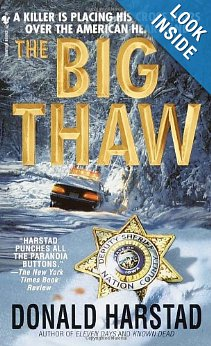 LOOK
INSIDE
A KILLER IS PLACING HIS CRO
OVER THE AMERICAN HE
THE
BIG
THAW
"HARSTAD
PUNCHES ALL
THE PARANOIA
BUTTONS."
—The New York
Times Book
Review
DEPUTY SHERIFF
NATION COUNTY
DONALD HARSTAD
AUTHOR OF ELEVEN DAYS AND KNOWN DEAD